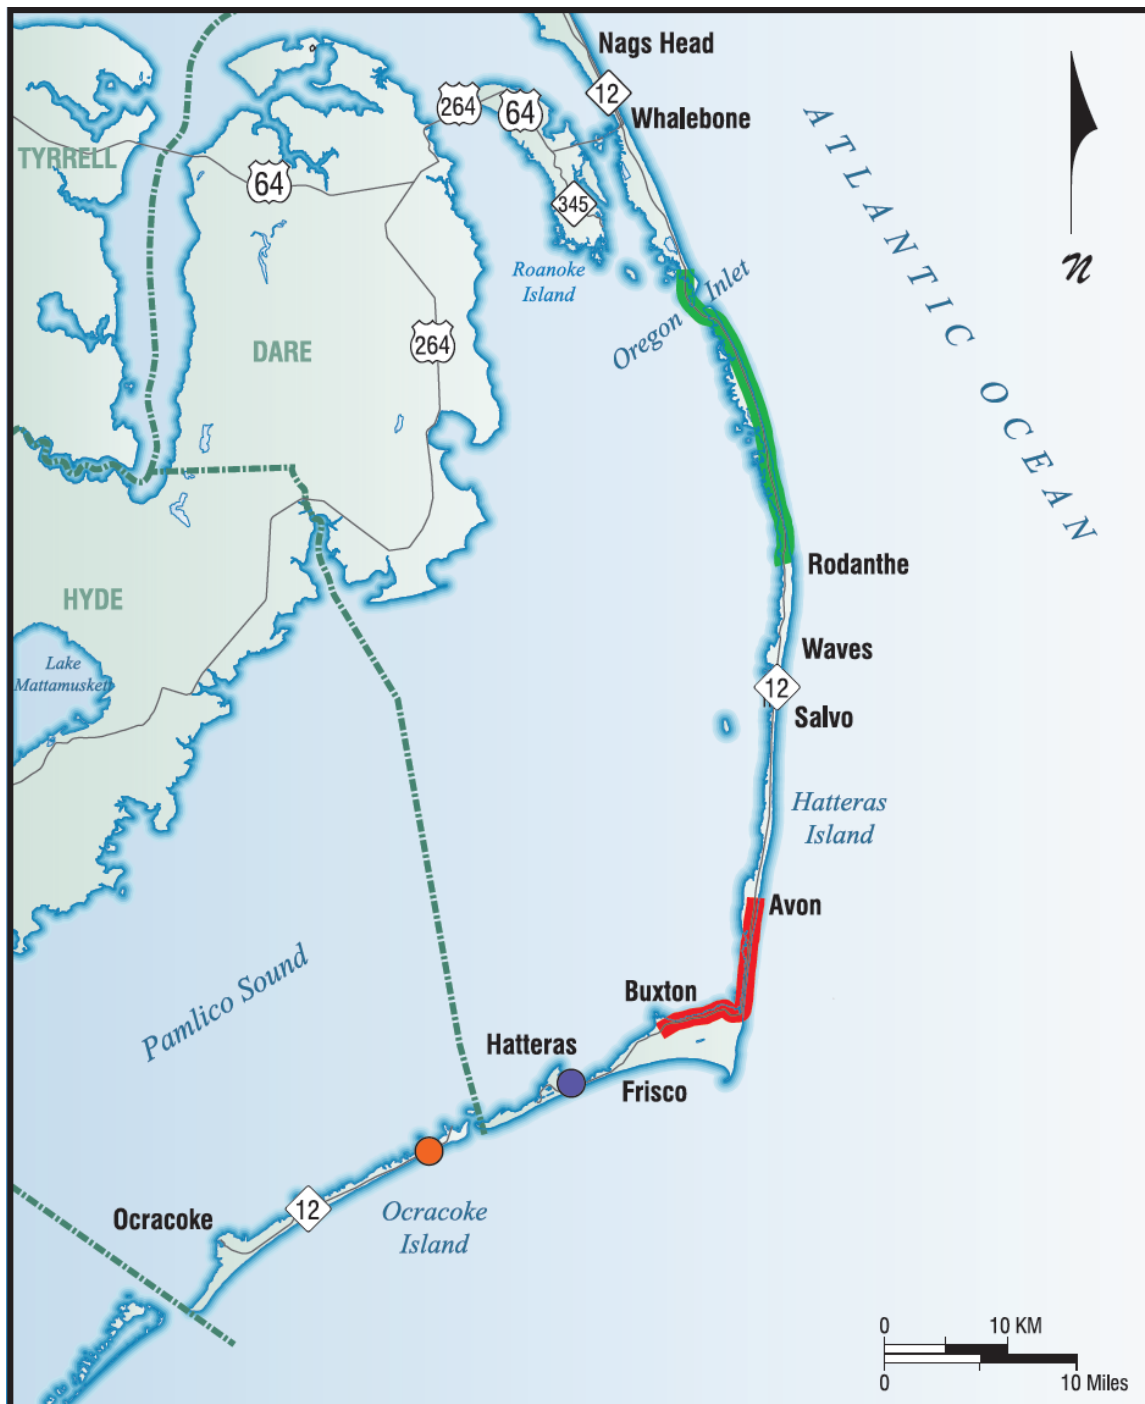 Nags Head
12
Whalebone
264
64
TYRRELL
64
345
ATLANTIC OCEAN
N
Roanoke
Island
Oregon Inlet
DARE
264
Rodanthe
HYDE
Waves
Lake
Mattamuskett
12
Salvo
Hatteras
Island
Avon
Pamlico Sound
Buxton
Hatteras
Frisco
12
Ocracoke
Ocracoke
Island
0 10 KM
0 10 Miles